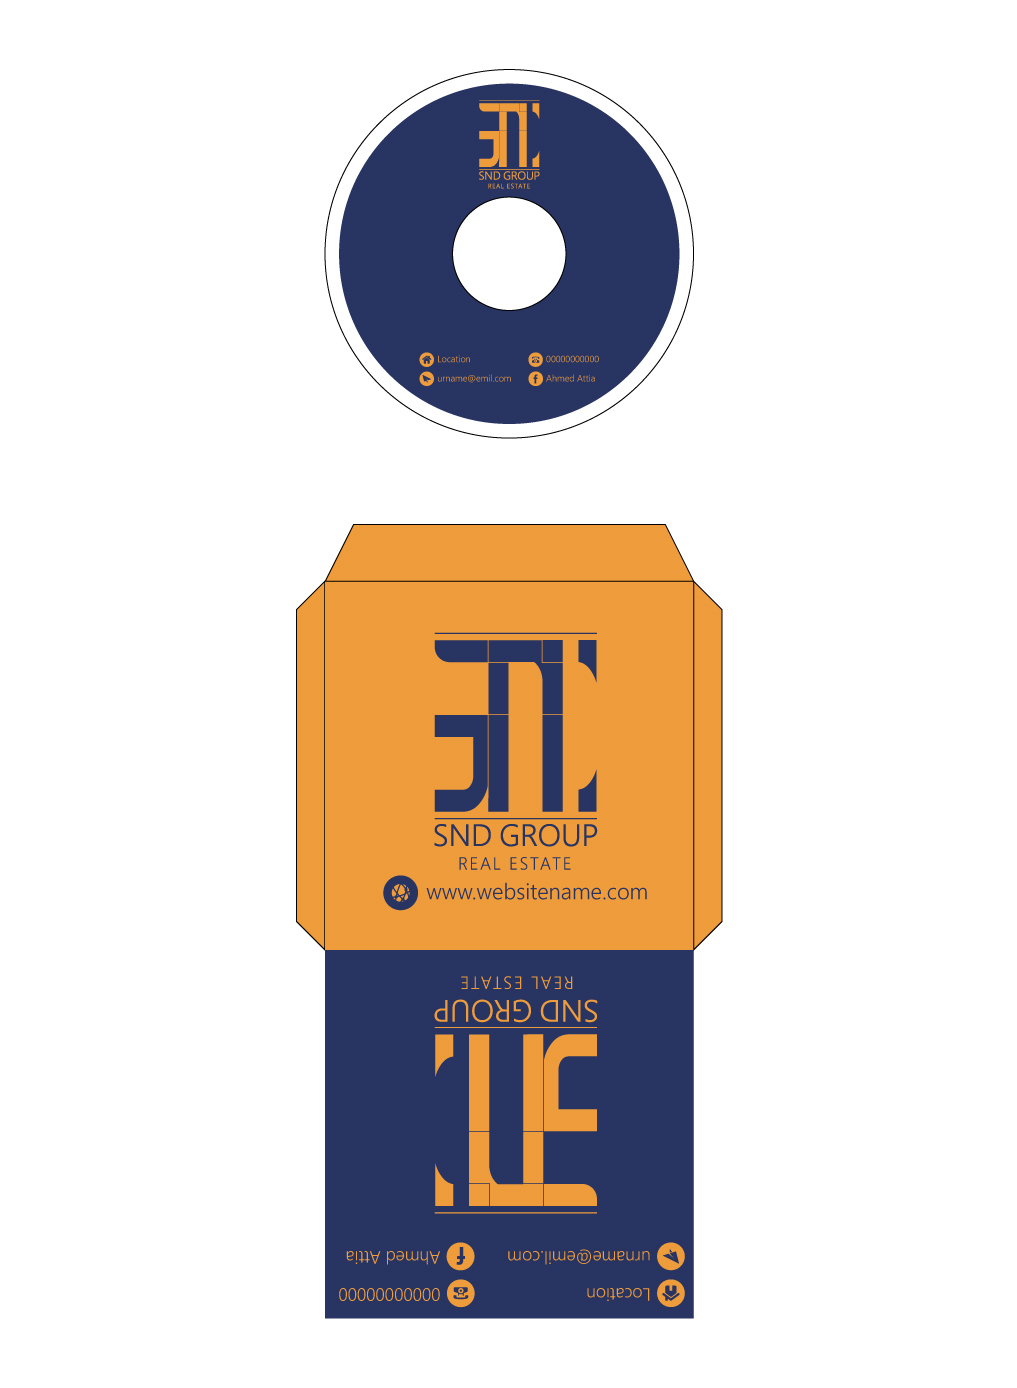 SND GROUP
REAL ESTATE
Location
00000000000
urname@emil.com
Ahmed Attia
SND GROUP
REAL ESTATE
www.websitename.com
REAL ESTATE
SND GROUP
Ahmed Attia
urname@emil.com
00000000000
Location